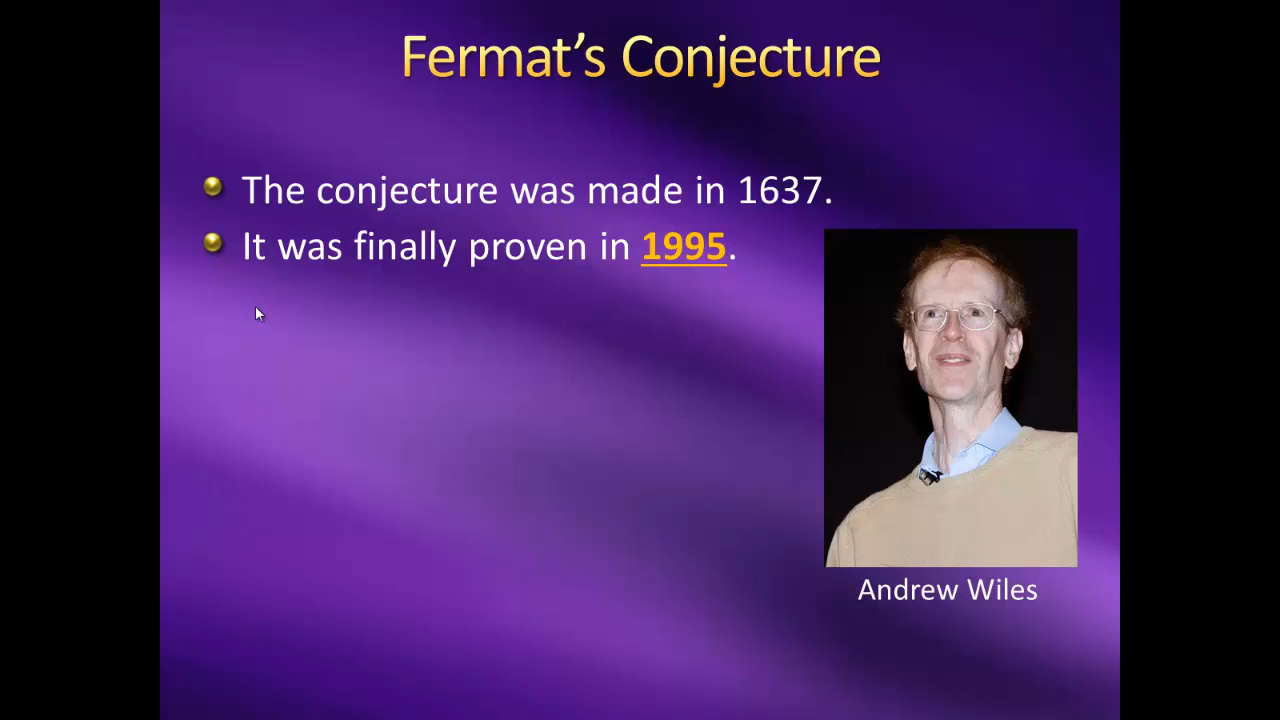 Fermat’s Conjecture
The conjecture was made in 1637.
It was finally proven in 1995.
Andrew Wiles